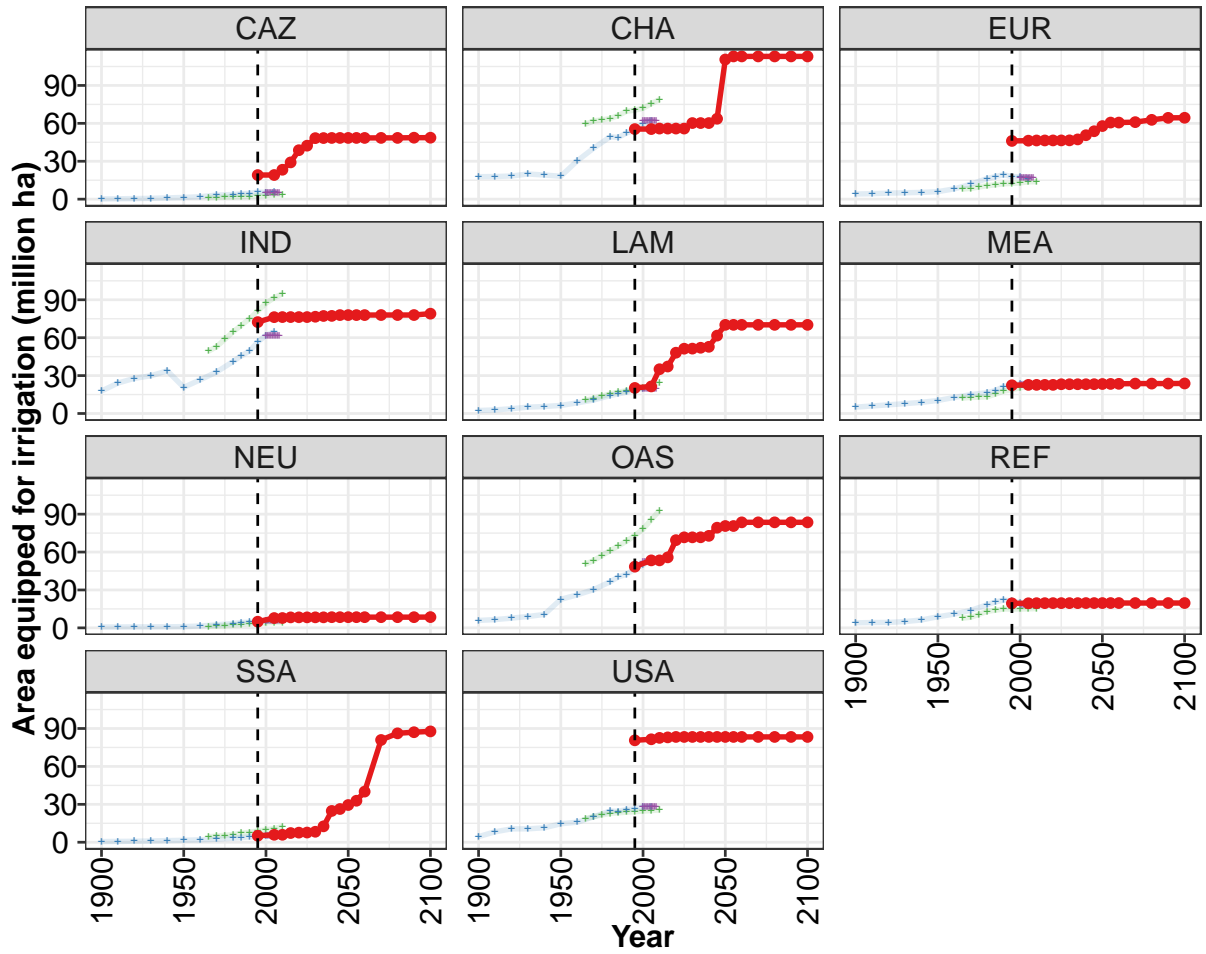 CAZ CHA EUR
90
60
30
0
IND LAM MEA
90
60
30
0
NEU OAS REF
90
60
30
0
SSA USA
90
60
30
0
1900 1950 2000 2050 2100
1900 1950 2000 2050 2100
1900 1950 2000 2050 2100
Year
Area equipped for irrigation (million ha)